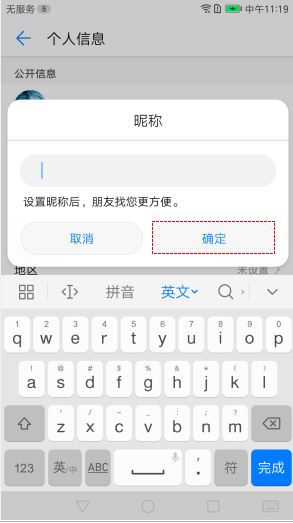 无服务 5 中午11:19
个人信息
公开信息
昵称
设置昵称后，朋友找您更方便。
取消 确定
地区 未设置
拼音 英文
1 2 3 4 5 6 7 8 9 0
q w e r t y u i o p
@ # $ % & * ( )
a s d f g h j k l
z x c v b n m
123 英/中 ABC , 符 完成